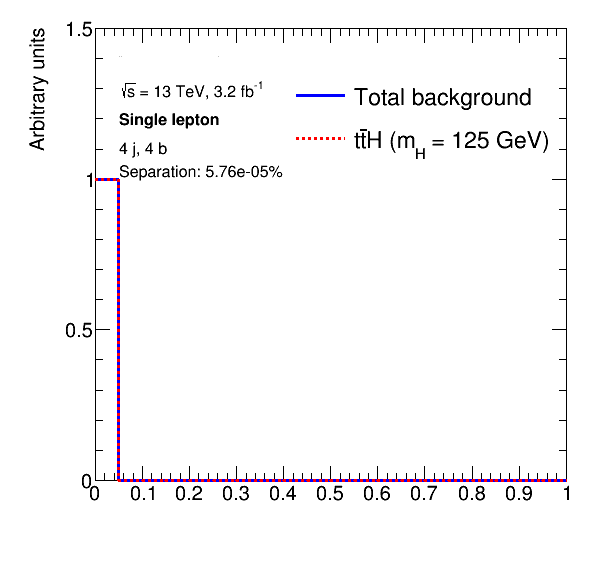 Arbitrary units
1.5
1
0.5
0
√s = 13 TeV, 3.2 fb⁻¹
Single lepton
4 j, 4 b
Separation: 5.76e-05%
Total background
tt̄H (m_H = 125 GeV)
0 0.1 0.2 0.3 0.4 0.5 0.6 0.7 0.8 0.9 1